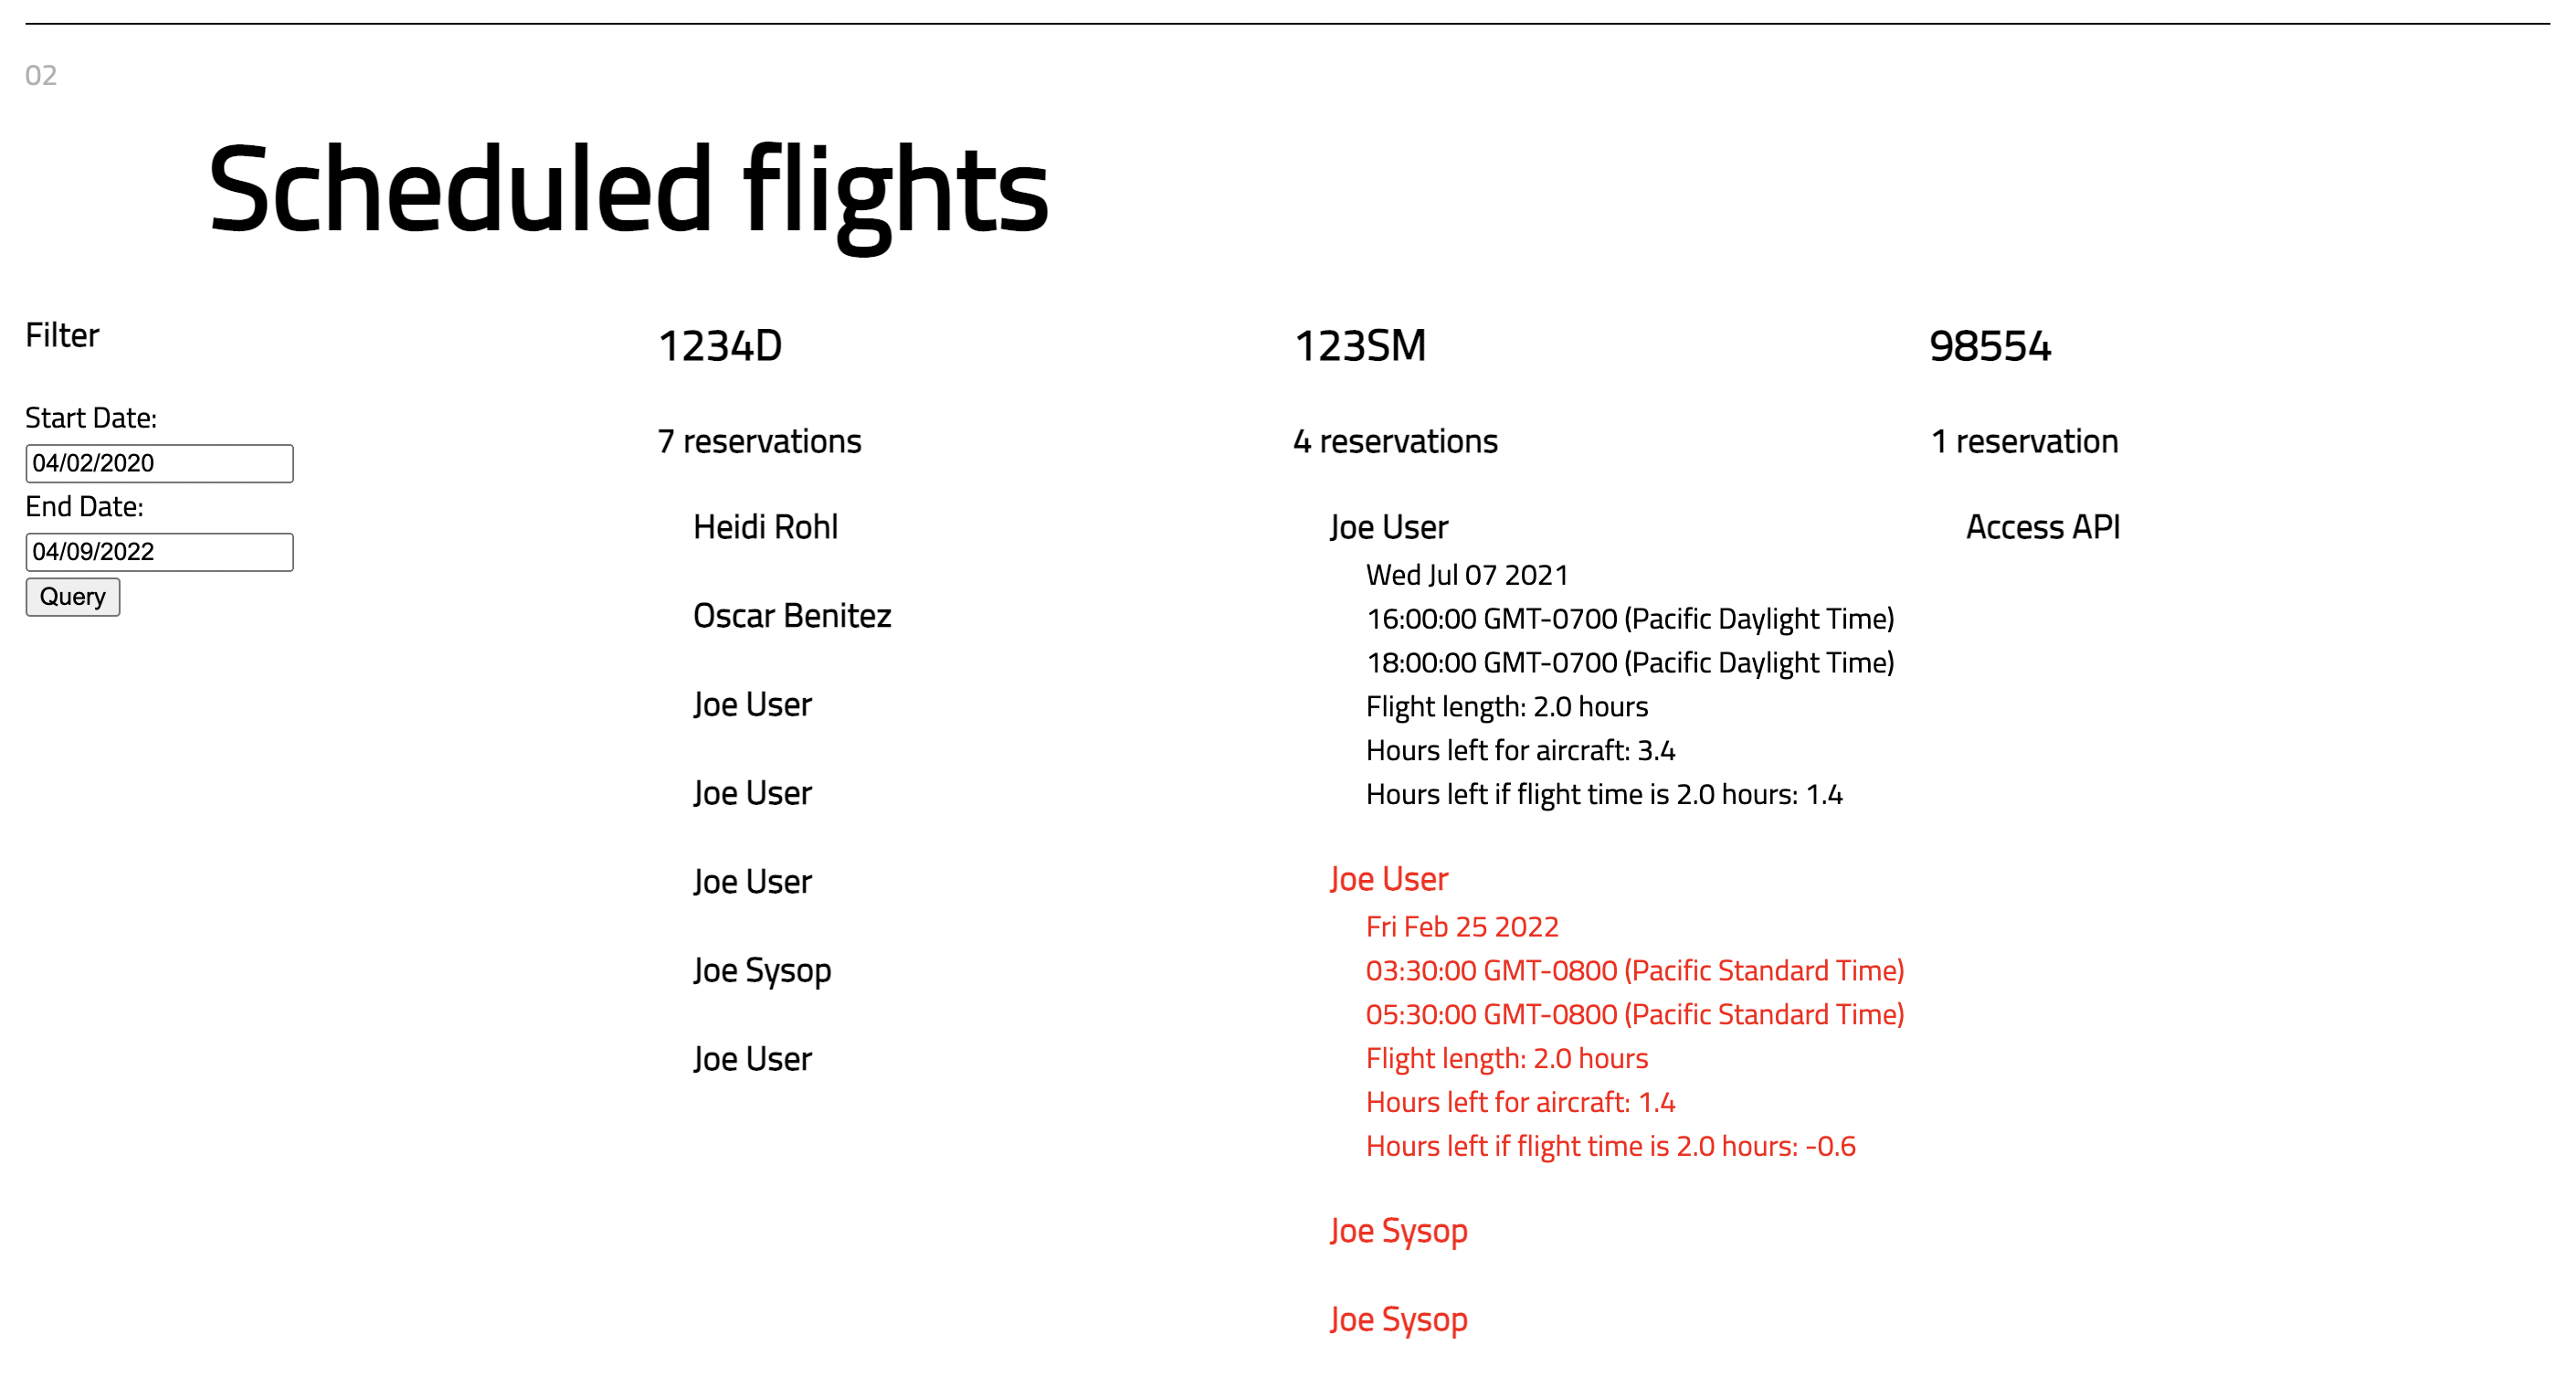 02
Scheduled flights
Filter
Start Date:
04/02/2020
End Date:
04/09/2022
Query
1234D
7 reservations
Heidi Rohl
Oscar Benitez
Joe User
Joe User
Joe User
Joe Sysop
Joe User
123SM
4 reservations
Joe User
Wed Jul 07 2021
16:00:00 GMT-0700 (Pacific Daylight Time)
18:00:00 GMT-0700 (Pacific Daylight Time)
Flight length: 2.0 hours
Hours left for aircraft: 3.4
Hours left if flight time is 2.0 hours: 1.4
Joe User
Fri Feb 25 2022
03:30:00 GMT-0800 (Pacific Standard Time)
05:30:00 GMT-0800 (Pacific Standard Time)
Flight length: 2.0 hours
Hours left for aircraft: 1.4
Hours left if flight time is 2.0 hours: -0.6
Joe Sysop
Joe Sysop
98554
1 reservation
Access API